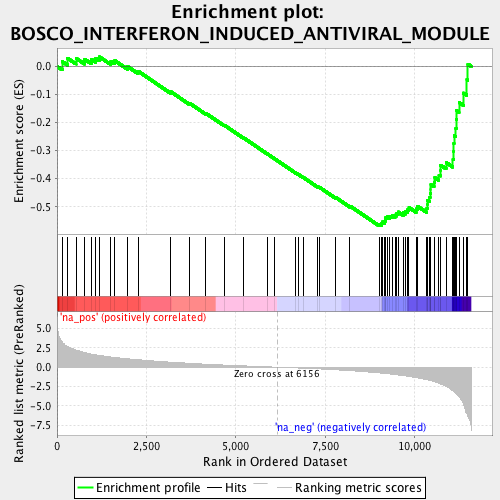 Enrichment plot:
BOSCO_INTERFERON_INDUCED_ANTIVIRAL_MODULE
Enrichment score (ES)
0.0
-0.1
-0.2
-0.3
-0.4
-0.5
Ranked list metric (PreRanked)
'na_pos' (positively correlated)
5.0
2.5
0.0
-2.5
-5.0
-7.5
Zero cross at 6156
'na_neg' (negatively correlated)
0
2,500
5,000
7,500
10,000
Rank in Ordered Dataset
Enrichment profile
Hits
Ranking metric scores